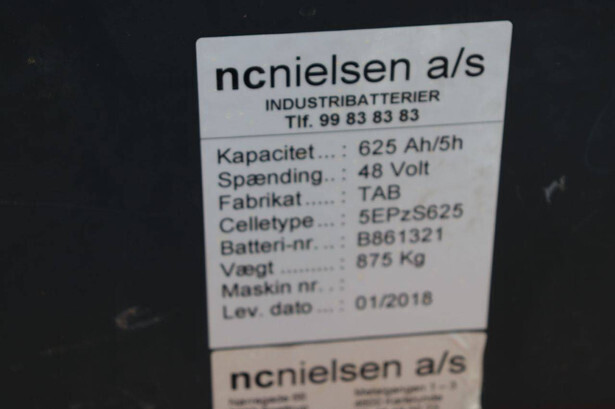 ncnielsen a/s
INDUSTRIBATTERIER
Tlf. 99 83 83 83
Kapacitet...: 625 Ah/5h
Spænding..: 48 Volt
Fabrikat.....: TAB
Celletype ...: 5EPzS625
Batteri-nr...: B861321
Vægt .........: 875 Kg
Maskin nr. . :
Lev. dato ...: 01/2018
ncnielsen a/s